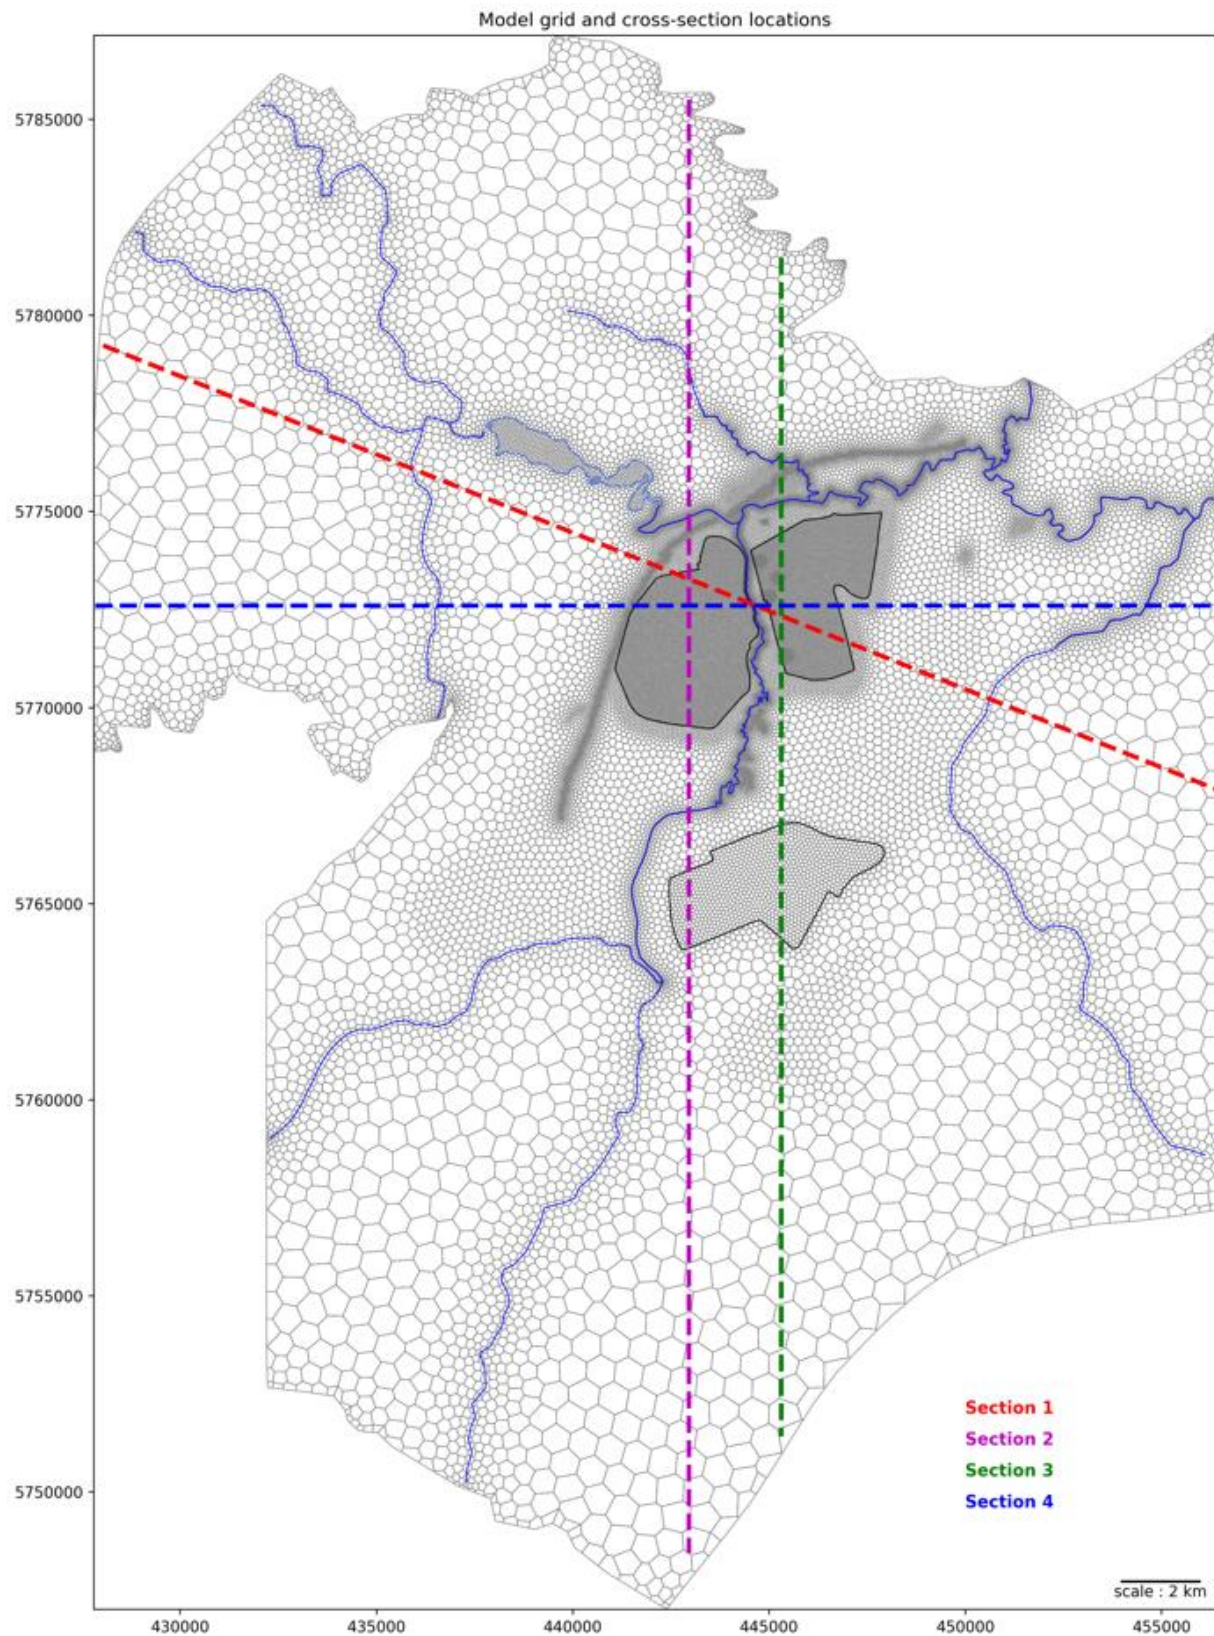 Model grid and cross-section locations
5785000
5780000
5775000
5770000
5765000
5760000
5755000
5750000
Section 1
Section 2
Section 3
Section 4
scale : 2 km
430000 435000 440000 445000 450000 455000